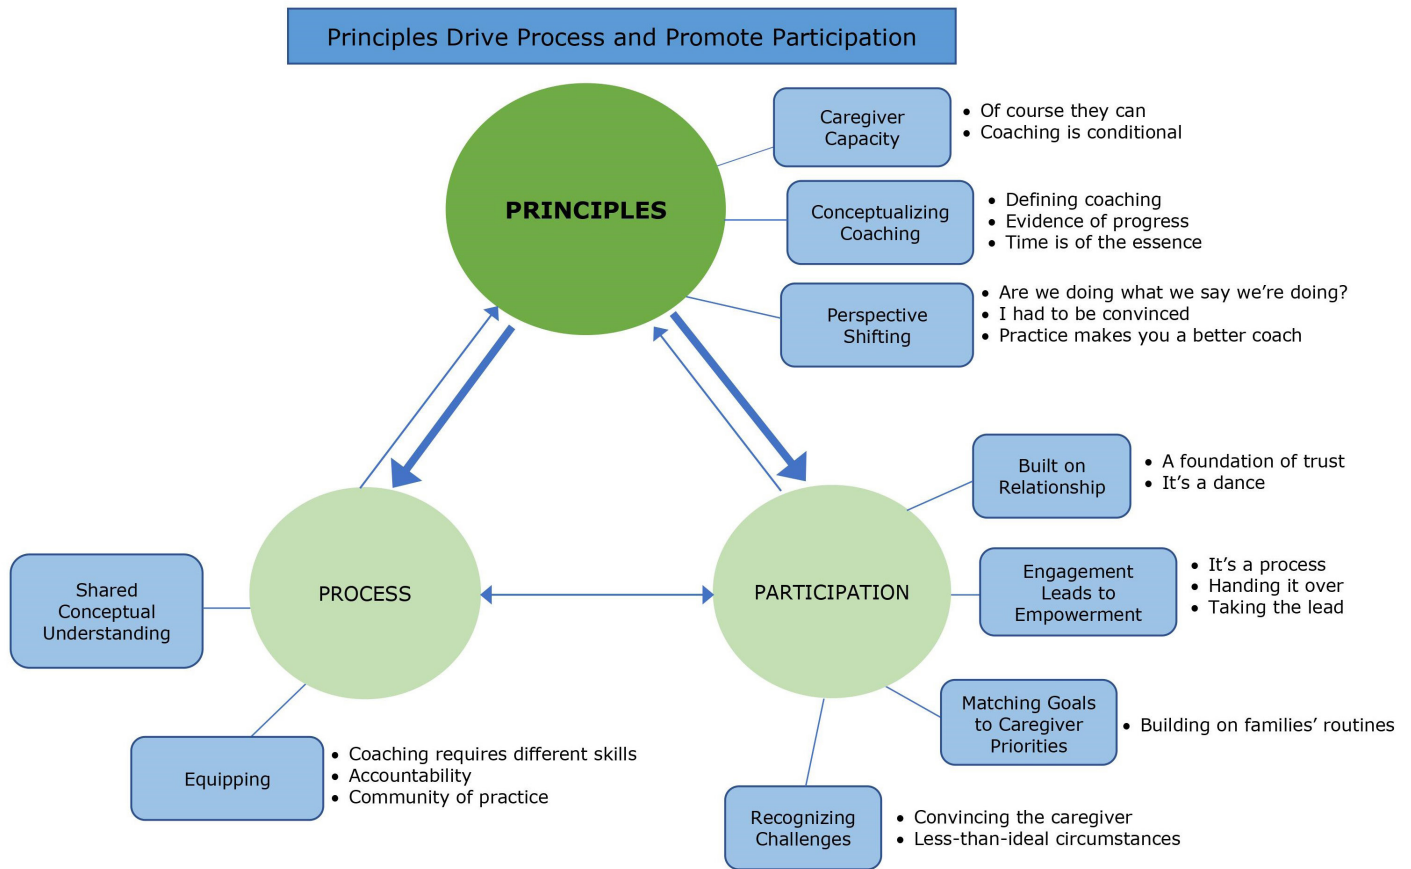 Principles Drive Process and Promote Participation
PRINCIPLES
Caregiver
Capacity
• Of course they can
• Coaching is conditional
Conceptualizing
Coaching
• Defining coaching
• Evidence of progress
• Time is of the essence
Perspective
Shifting
• Are we doing what we say we’re doing?
• I had to be convinced
• Practice makes you a better coach
PROCESS
Shared
Conceptual
Understanding
Equipping
• Coaching requires different skills
• Accountability
• Community of practice
PARTICIPATION
Built on
Relationship
• A foundation of trust
• It’s a dance
Engagement
Leads to
Empowerment
• It’s a process
• Handing it over
• Taking the lead
Matching Goals
to Caregiver
Priorities
• Building on families’ routines
Recognizing
Challenges
• Convincing the caregiver
• Less-than-ideal circumstances